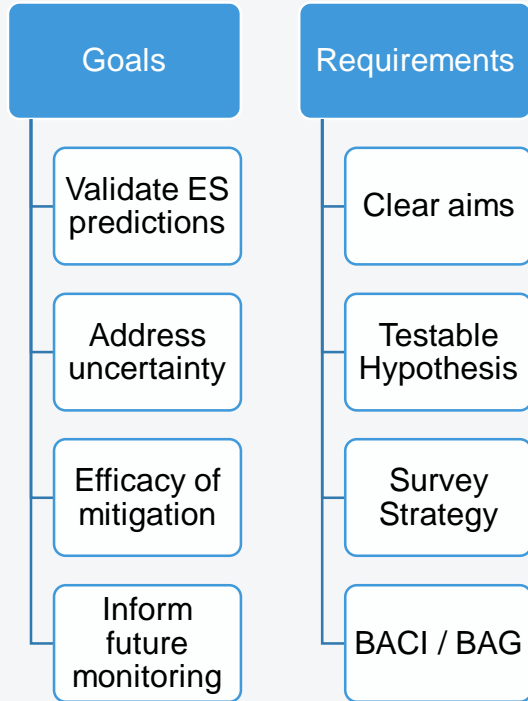 Goals
Validate ES
predictions
Address
uncertainty
Efficacy of
mitigation
Inform
future
monitoring
Requirements
Clear aims
Testable
Hypothesis
Survey
Strategy
BACI / BAG